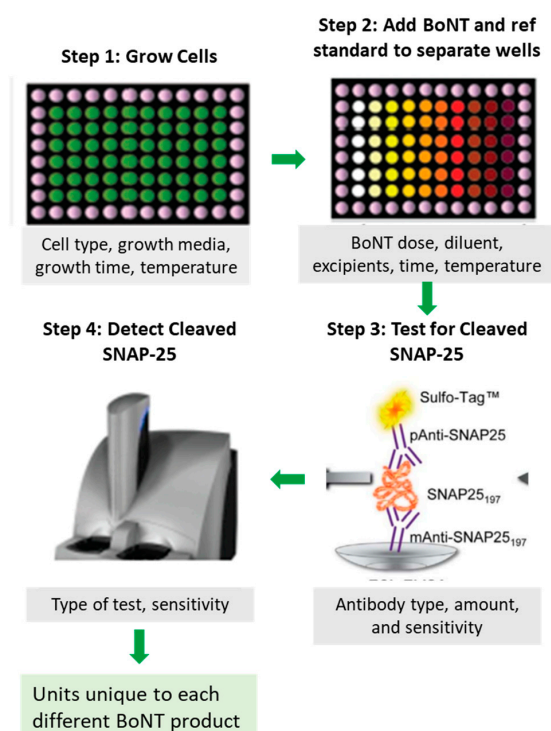 Step 1: Grow Cells
Step 2: Add BoNT and ref
standard to separate wells
Cell type, growth media,
growth time, temperature
BoNT dose, diluent,
excipients, time, temperature
Step 3: Test for Cleaved
SNAP-25
Sulfo-Tag™
pAnti-SNAP25
SNAP25₁₉₇
mAnti-SNAP25₁₉₇
Antibody type, amount,
and sensitivity
Step 4: Detect Cleaved
SNAP-25
Type of test, sensitivity
Units unique to each
different BoNT product